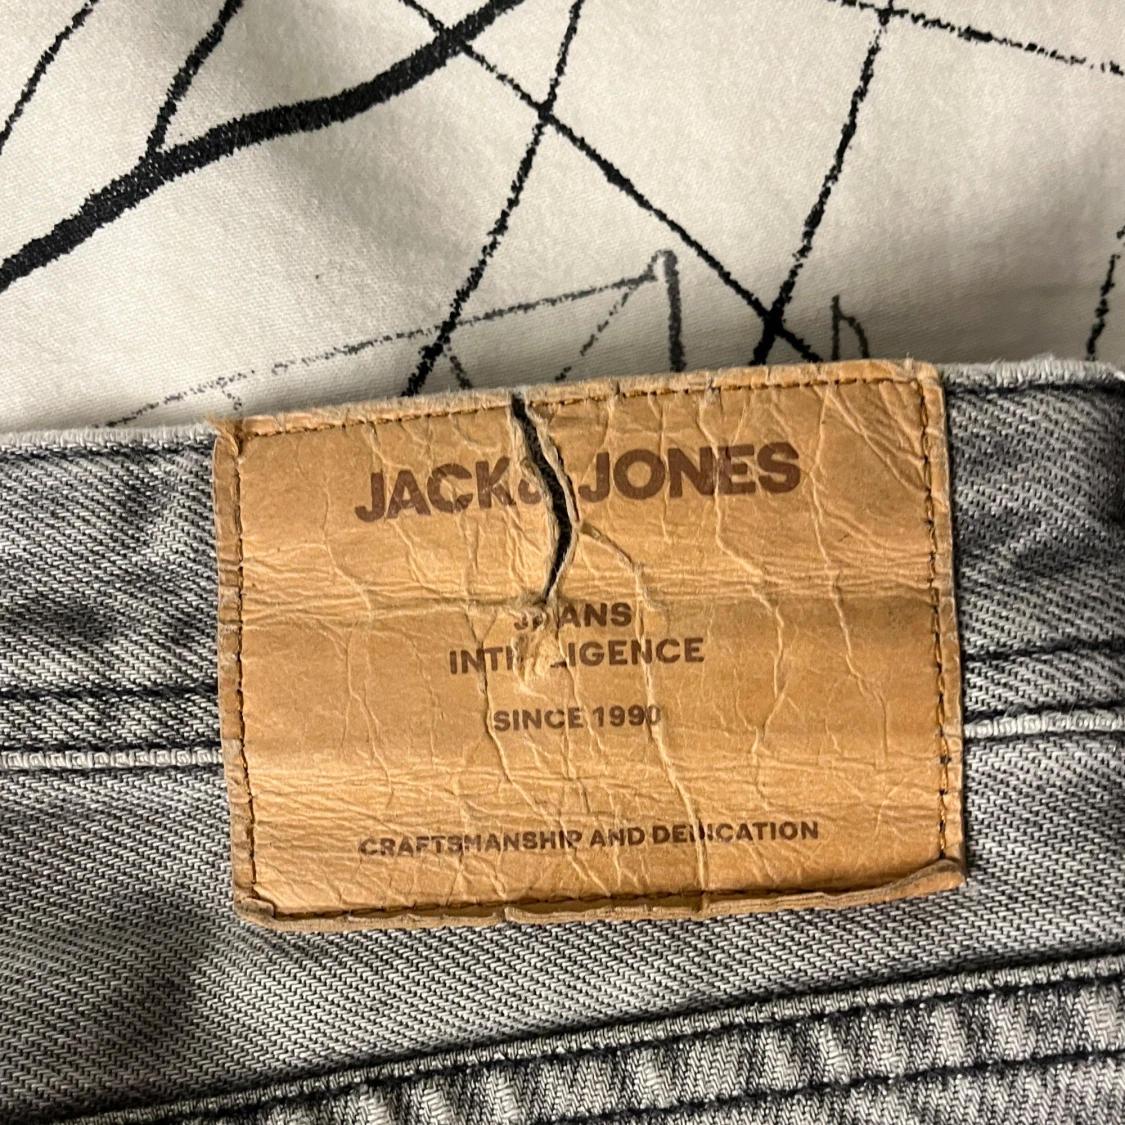 JACK & JONES
JEANS
INTELLIGENCE
SINCE 1990
CRAFTSMANSHIP AND DEDICATION